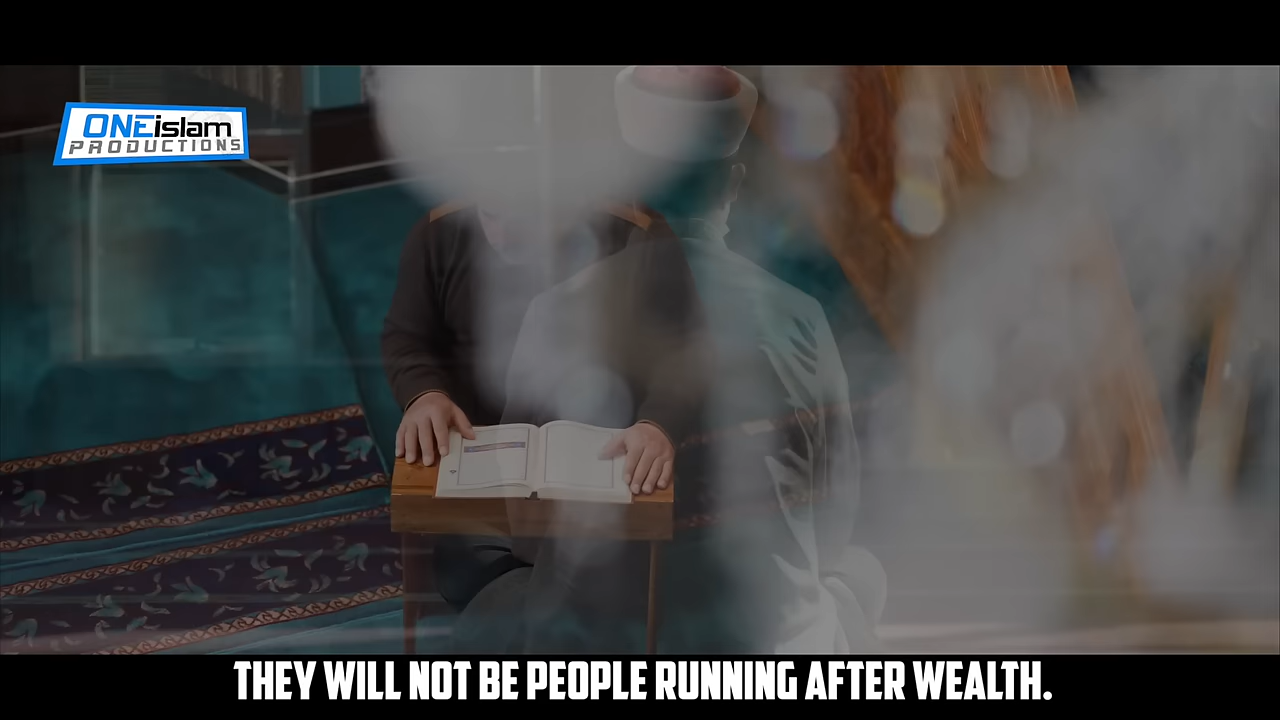 ONEislam
PRODUCTIONS
THEY WILL NOT BE PEOPLE RUNNING AFTER WEALTH.